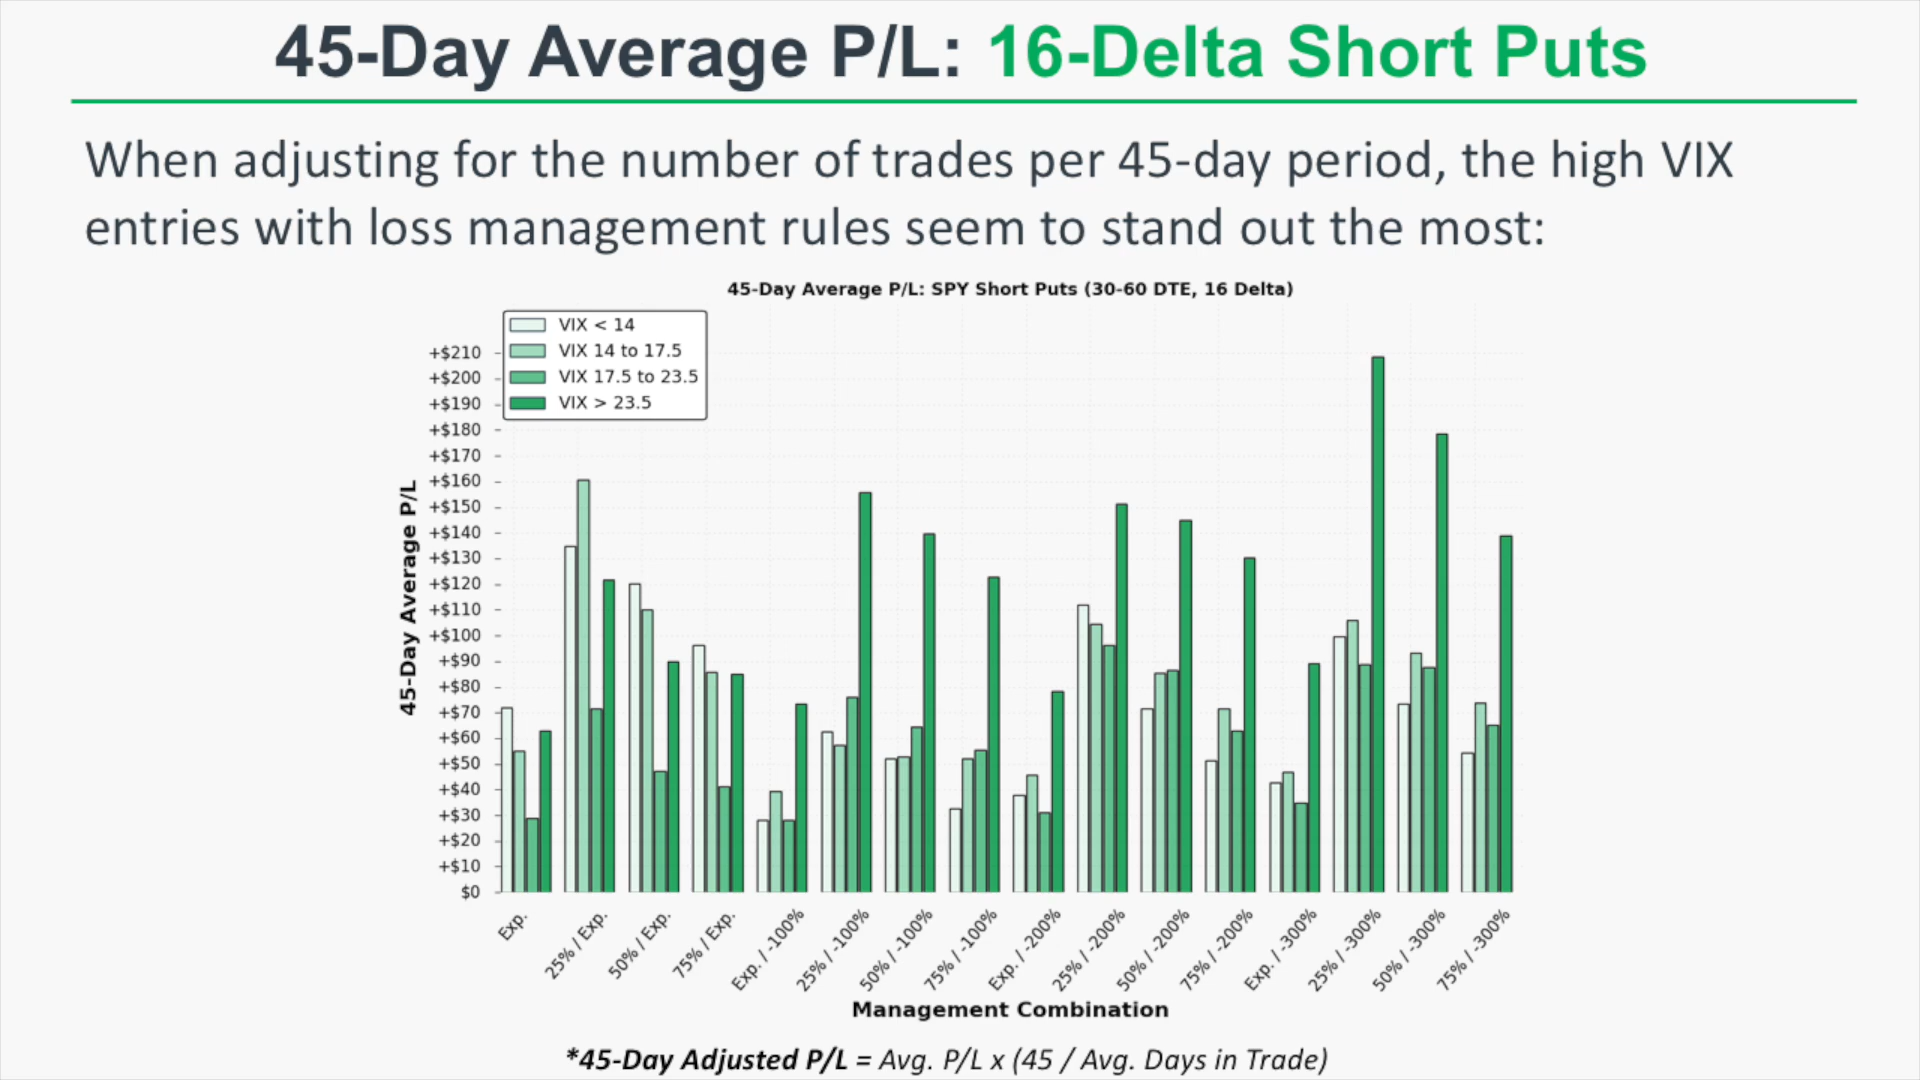 45-Day Average P/L: 16-Delta Short Puts
When adjusting for the number of trades per 45-day period, the high VIX
entries with loss management rules seem to stand out the most:
45-Day Average P/L: SPY Short Puts (30-60 DTE, 16 Delta)
VIX < 14
VIX 14 to 17.5
VIX 17.5 to 23.5
VIX > 23.5
45-Day Average P/L
+$210
+$200
+$190
+$180
+$170
+$160
+$150
+$140
+$130
+$120
+$110
+$100
+$90
+$80
+$70
+$60
+$50
+$40
+$30
+$20
+$10
$0
Exp.
25% / Exp.
50% / Exp.
75% / Exp.
Exp. / -100%
25% / -100%
50% / -100%
75% / -100%
Exp. / -200%
25% / -200%
50% / -200%
75% / -200%
Exp. / -300%
25% / -300%
50% / -300%
75% / -300%
Management Combination
*45-Day Adjusted P/L = Avg. P/L x (45 / Avg. Days in Trade)